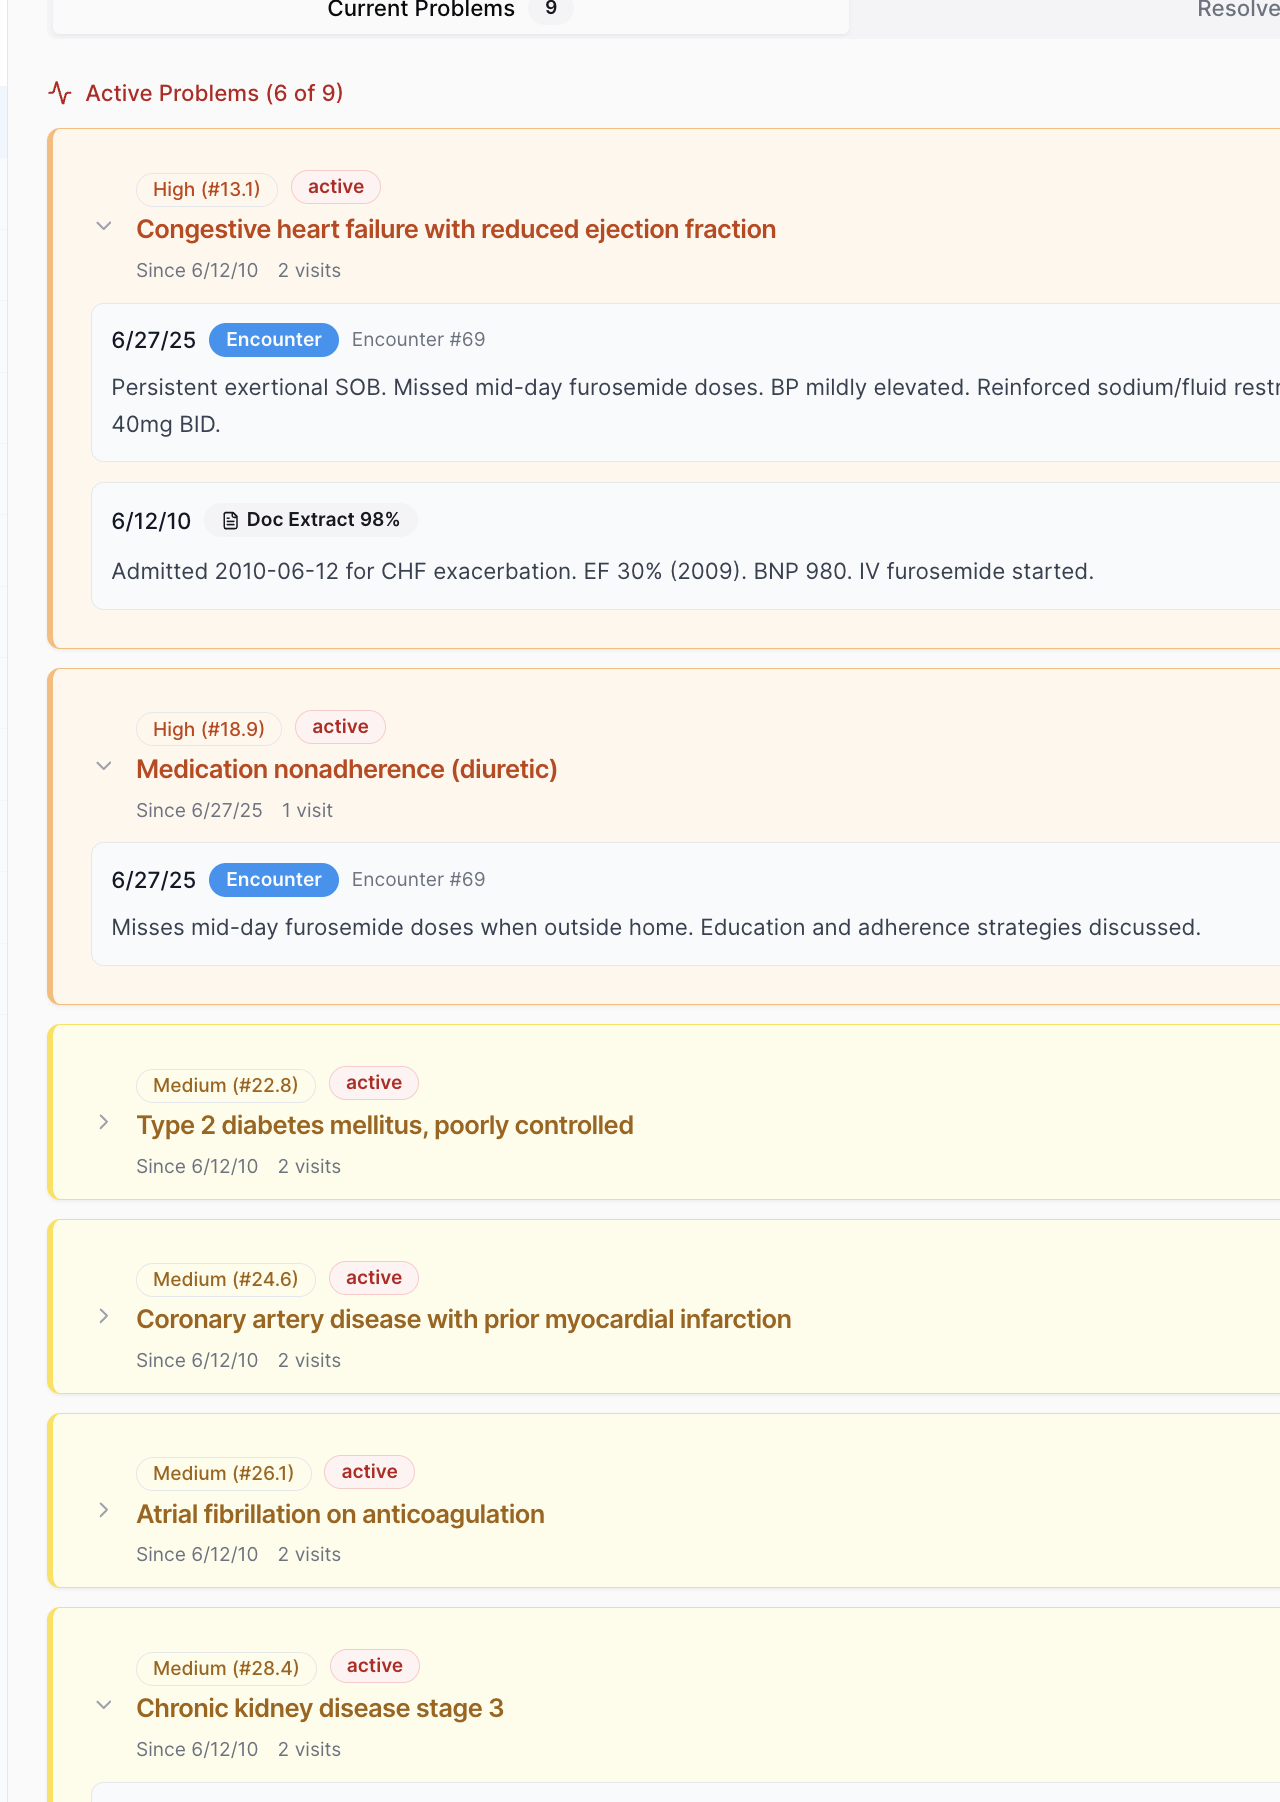 Current Problems 9 Resolve
Active Problems (6 of 9)
High (#13.1) active
Congestive heart failure with reduced ejection fraction
Since 6/12/10 2 visits
6/27/25 Encounter Encounter #69
Persistent exertional SOB. Missed mid-day furosemide doses. BP mildly elevated. Reinforced sodium/fluid restr
40mg BID.
6/12/10 Doc Extract 98%
Admitted 2010-06-12 for CHF exacerbation. EF 30% (2009). BNP 980. IV furosemide started.
High (#18.9) active
Medication nonadherence (diuretic)
Since 6/27/25 1 visit
6/27/25 Encounter Encounter #69
Misses mid-day furosemide doses when outside home. Education and adherence strategies discussed.
Medium (#22.8) active
Type 2 diabetes mellitus, poorly controlled
Since 6/12/10 2 visits
Medium (#24.6) active
Coronary artery disease with prior myocardial infarction
Since 6/12/10 2 visits
Medium (#26.1) active
Atrial fibrillation on anticoagulation
Since 6/12/10 2 visits
Medium (#28.4) active
Chronic kidney disease stage 3
Since 6/12/10 2 visits